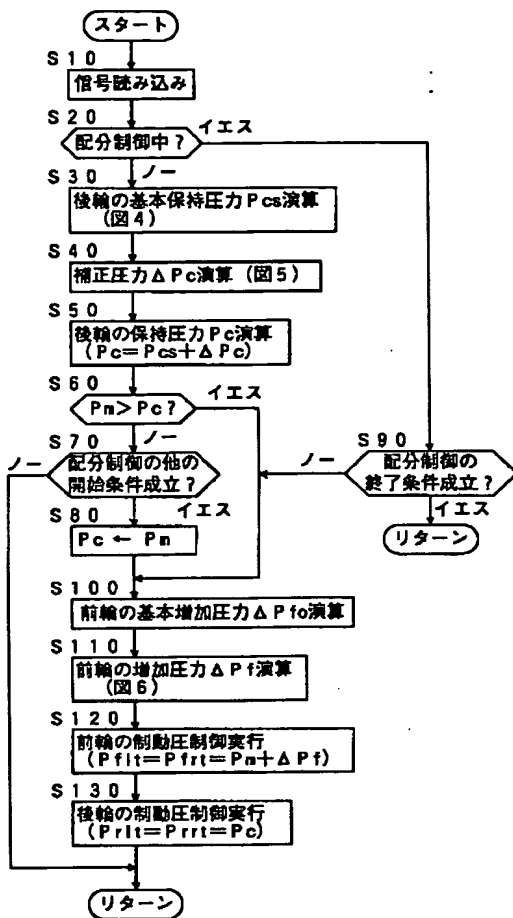 スタート
S10
信号読み込み
S20
配分制御中?
イエス
ノー
S30
後輪の基本保持圧力Pcs演算
(図4)
S40
補正圧力ΔPc演算(図5)
S50
後輪の保持圧力Pc演算
(Pc=Pcs+ΔPc)
S60
イエス
Pm>Pc?
ノー
S70
ノー
配分制御の他の
開始条件成立?
イエス
S80
Pc ← Pm
S90
ノー
配分制御の
終了条件成立?
イエス
リターン
S100
前輪の基本増加圧力ΔPfo演算
S110
前輪の増加圧力ΔPf演算
(図6)
S120
前輪の制動圧制御実行
(Pflt=Pfrt=Pm+ΔPf)
S130
後輪の制動圧制御実行
(Prlt=Prrt=Pc)
リターン